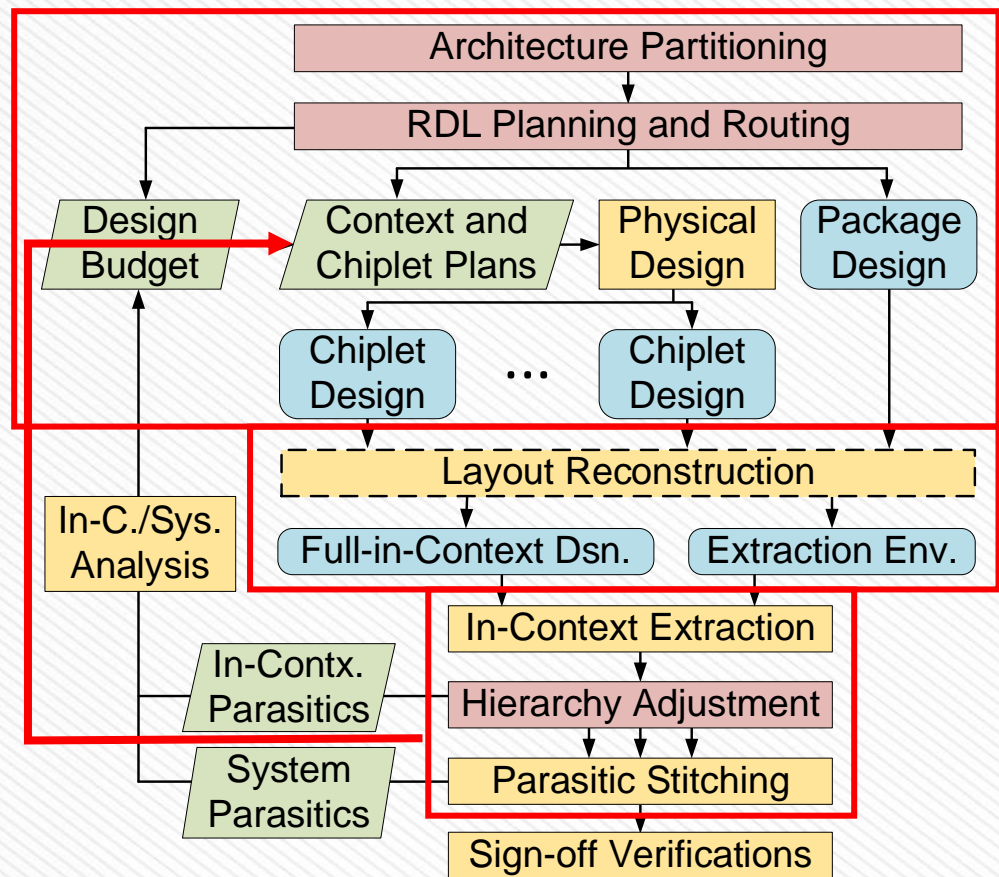 Architecture Partitioning
RDL Planning and Routing
Design
Budget
Context and
Chiplet Plans
Physical
Design
Package
Design
Chiplet
Design
...
Chiplet
Design
Layout Reconstruction
In-C./Sys.
Analysis
Full-in-Context Dsn.
Extraction Env.
In-Context Extraction
In-Contx.
Parasitics
Hierarchy Adjustment
System
Parasitics
Parasitic Stitching
Sign-off Verifications